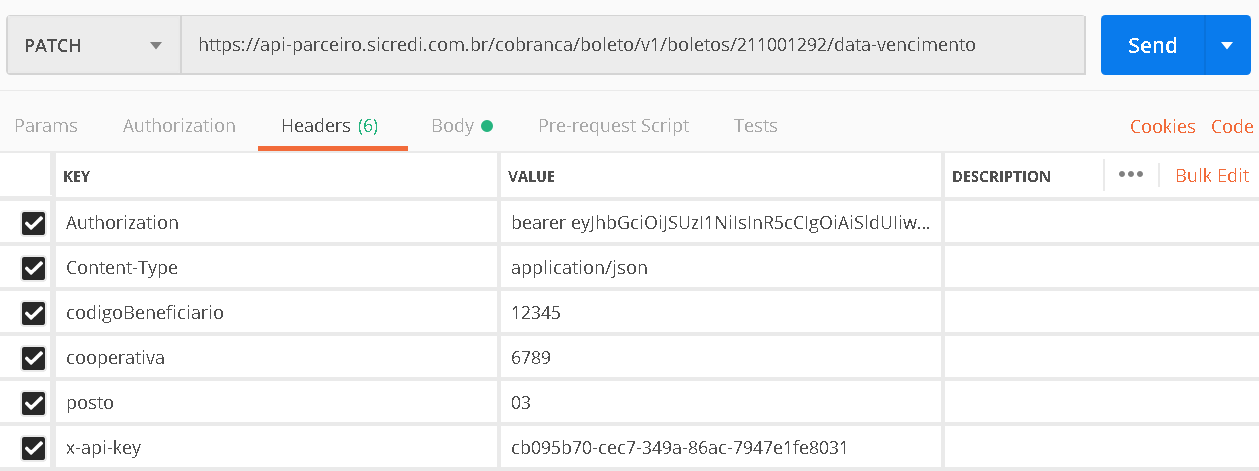 PATCH https://api-parceiro.sicredi.com.br/cobranca/boleto/v1/boletos/211001292/data-vencimento Send
Params Authorization Headers (6) Body Pre-request Script Tests Cookies Code
KEY VALUE DESCRIPTION ••• Bulk Edit
Authorization bearer eyJhbGciOiJSUzI1NiIsInR5cCIgOiAiSldUIiw...
Content-Type application/json
codigoBeneficiario 12345
cooperativa 6789
posto 03
x-api-key cb095b70-cec7-349a-86ac-7947e1fe8031